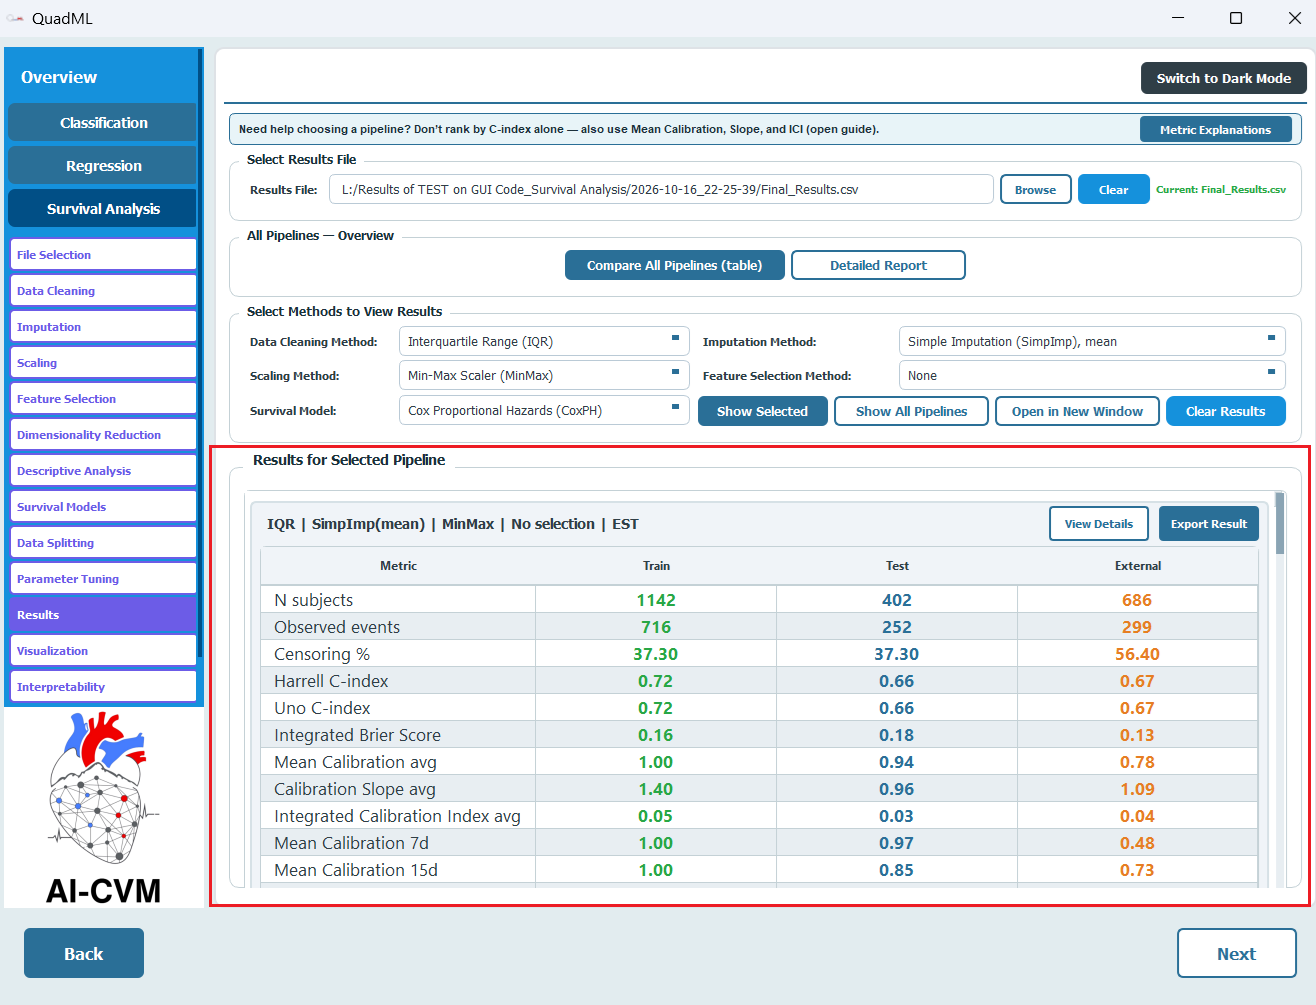 QuadML
Overview
Classification
Regression
Survival Analysis
File Selection
Data Cleaning
Imputation
Scaling
Feature Selection
Dimensionality Reduction
Descriptive Analysis
Survival Models
Data Splitting
Parameter Tuning
Results
Visualization
Interpretability
AI-CVM
Switch to Dark Mode
Need help choosing a pipeline? Don't rank by C-index alone — also use Mean Calibration, Slope, and ICI (open guide). Metric Explanations
Select Results File
Results File: L:/Results of TEST on GUI Code_Survival Analysis/2026-10-16_22-25-39/Final_Results.csv Browse Clear Current: Final_Results.csv
All Pipelines — Overview
Compare All Pipelines (table) Detailed Report
Select Methods to View Results
Data Cleaning Method: Interquartile Range (IQR) Imputation Method: Simple Imputation (SimpImp), mean
Scaling Method: Min-Max Scaler (MinMax) Feature Selection Method: None
Survival Model: Cox Proportional Hazards (CoxPH) Show Selected Show All Pipelines Open in New Window Clear Results
Results for Selected Pipeline
IQR | SimpImp(mean) | MinMax | No selection | EST View Details Export Result
Metric Train Test External
N subjects 1142 402 686
Observed events 716 252 299
Censoring % 37.30 37.30 56.40
Harrell C-index 0.72 0.66 0.67
Uno C-index 0.72 0.66 0.67
Integrated Brier Score 0.16 0.18 0.13
Mean Calibration avg 1.00 0.94 0.78
Calibration Slope avg 1.40 0.96 1.09
Integrated Calibration Index avg 0.05 0.03 0.04
Mean Calibration 7d 1.00 0.97 0.48
Mean Calibration 15d 1.00 0.85 0.73
Back Next